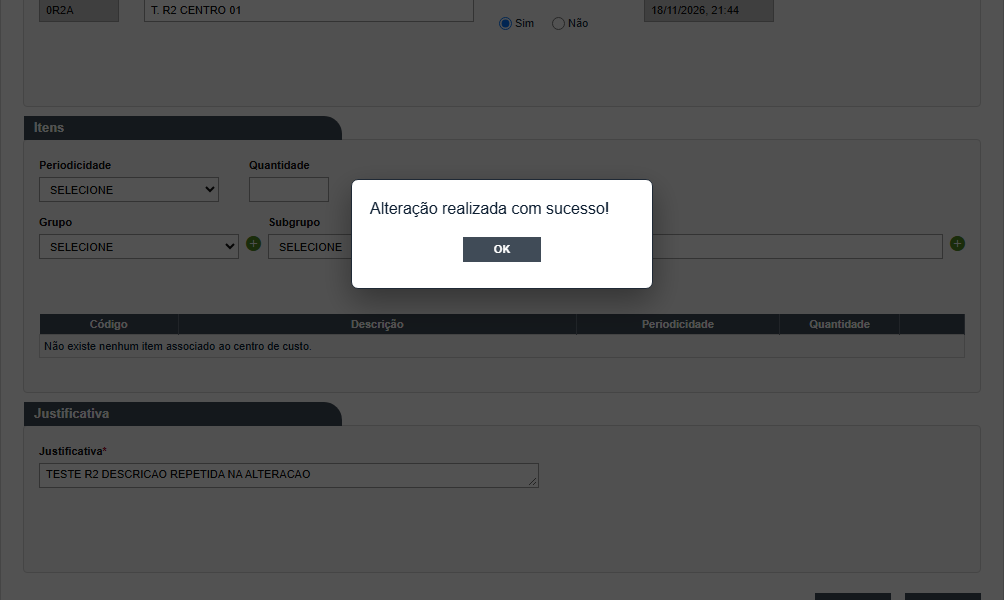 0R2A T. R2 CENTRO 01 18/11/2026, 21:44
Sim Não
Itens
Periodicidade Quantidade
SELECIONE
Grupo Subgrupo
SELECIONE SELECIONE
Alteração realizada com sucesso!
OK
Código Descrição Periodicidade Quantidade
Não existe nenhum item associado ao centro de custo.
Justificativa
Justificativa*
TESTE R2 DESCRICAO REPETIDA NA ALTERACAO